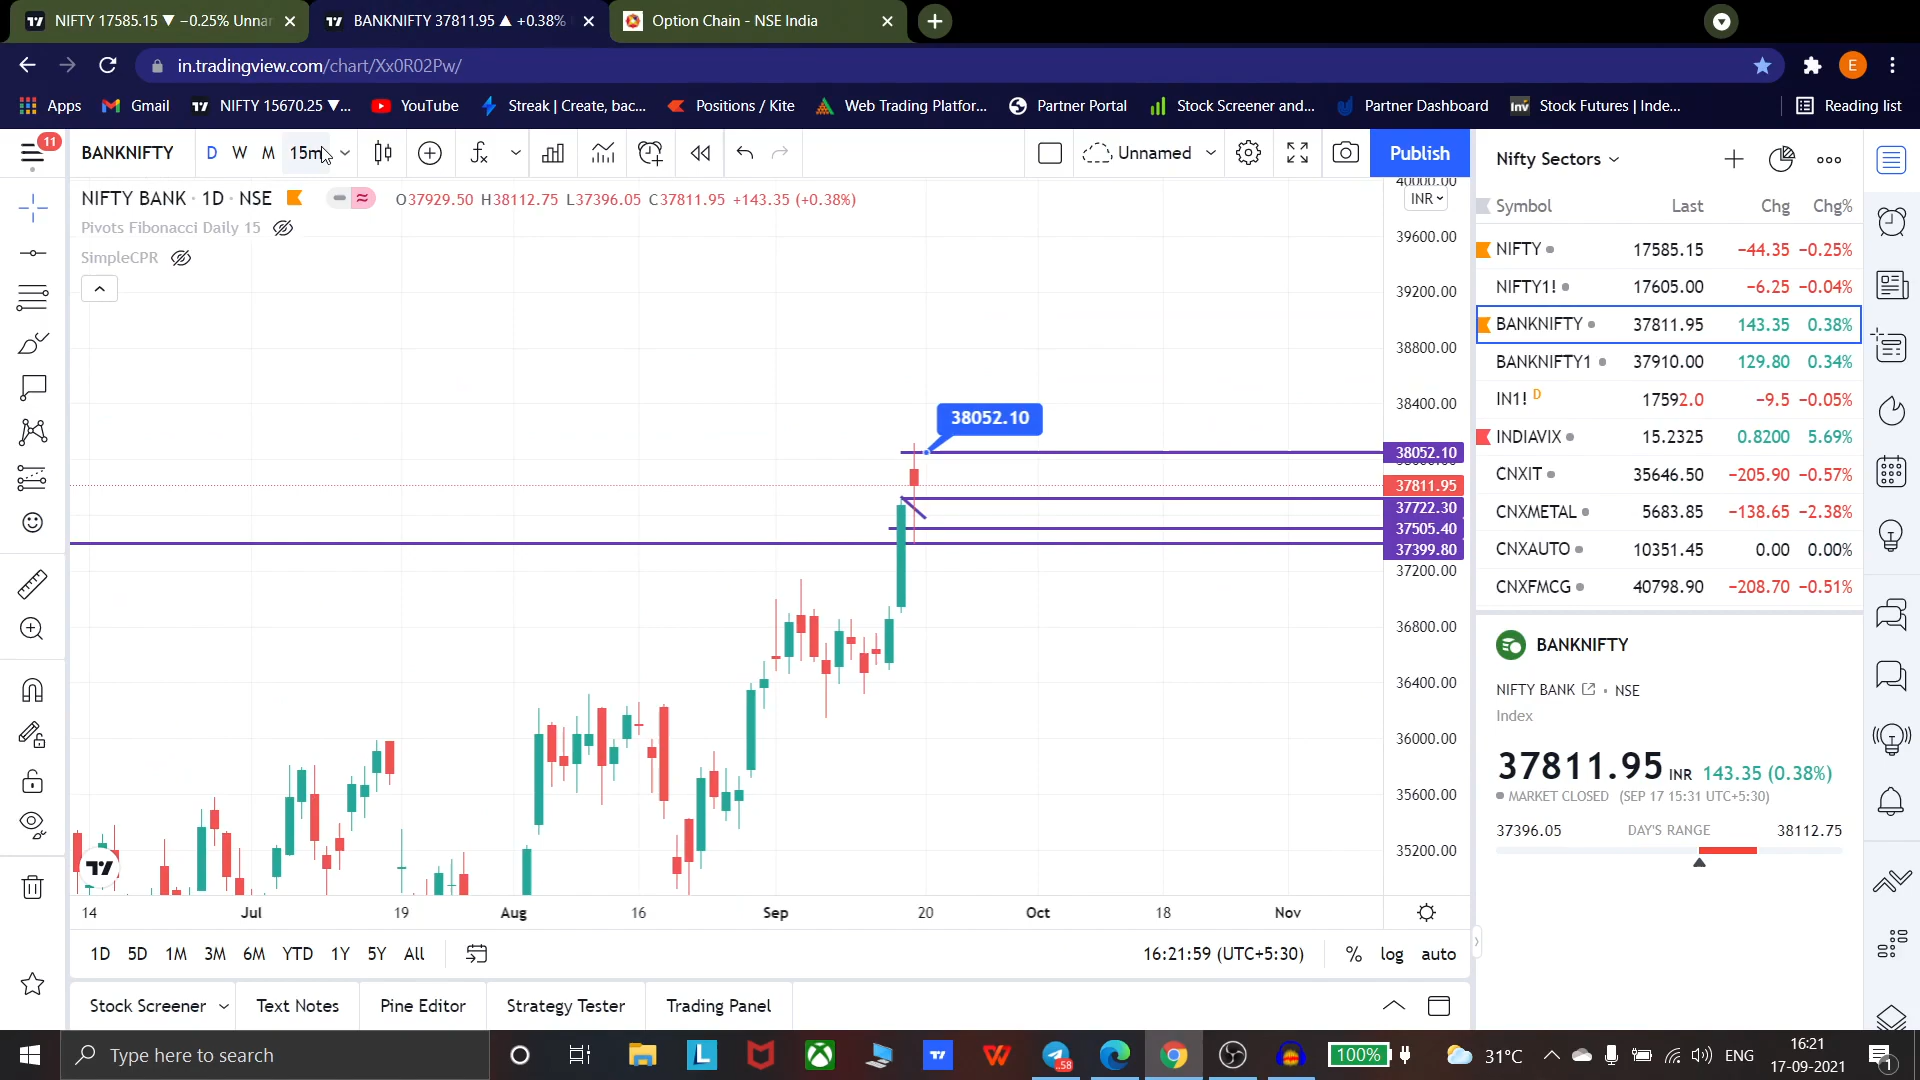 NIFTY 17585.15 ▼ −0.25% Unnar
BANKNIFTY 37811.95 ▲ +0.38%
Option Chain - NSE India
in.tradingview.com/chart/Xx0R02Pw/
E
Apps
Gmail
NIFTY 15670.25 ▼...
YouTube
Streak | Create, bac...
Positions / Kite
Web Trading Platfor...
Partner Portal
Stock Screener and...
Partner Dashboard
Inv
Stock Futures | Inde...
Reading list
11
BANKNIFTY
D
W
M
15m
Unnamed
Publish
NIFTY BANK · 1D · NSE
O37929.50 H38112.75 L37396.05 C37811.95 +143.35 (+0.38%)
Pivots Fibonacci Daily 15
SimpleCPR
40000.00
INR
39600.00
39200.00
38800.00
38400.00
38052.10
38052.10
38000.00
37811.95
37722.30
37505.40
37399.80
37200.00
36800.00
36400.00
36000.00
35600.00
35200.00
14
Jul
19
Aug
16
Sep
20
Oct
18
Nov
1D
5D
1M
3M
6M
YTD
1Y
5Y
All
16:21:59 (UTC+5:30)
%
log
auto
Stock Screener
Text Notes
Pine Editor
Strategy Tester
Trading Panel
Nifty Sectors
Symbol Last Chg Chg%
NIFTY 17585.15 −44.35 −0.25%
NIFTY1! 17605.00 −6.25 −0.04%
BANKNIFTY 37811.95 143.35 0.38%
BANKNIFTY1 37910.00 129.80 0.34%
IN1! D 17592.0 −9.5 −0.05%
INDIAVIX 15.2325 0.8200 5.69%
CNXIT 35646.50 −205.90 −0.57%
CNXMETAL 5683.85 −138.65 −2.38%
CNXAUTO 10351.45 0.00 0.00%
CNXFMCG 40798.90 −208.70 −0.51%
BANKNIFTY
NIFTY BANK · NSE
Index
37811.95 INR 143.35 (0.38%)
MARKET CLOSED (SEP 17 15:31 UTC+5:30)
37396.05 DAY'S RANGE 38112.75
Type here to search
L
58
100%
31°C
ENG
16:21
17-09-2021
1